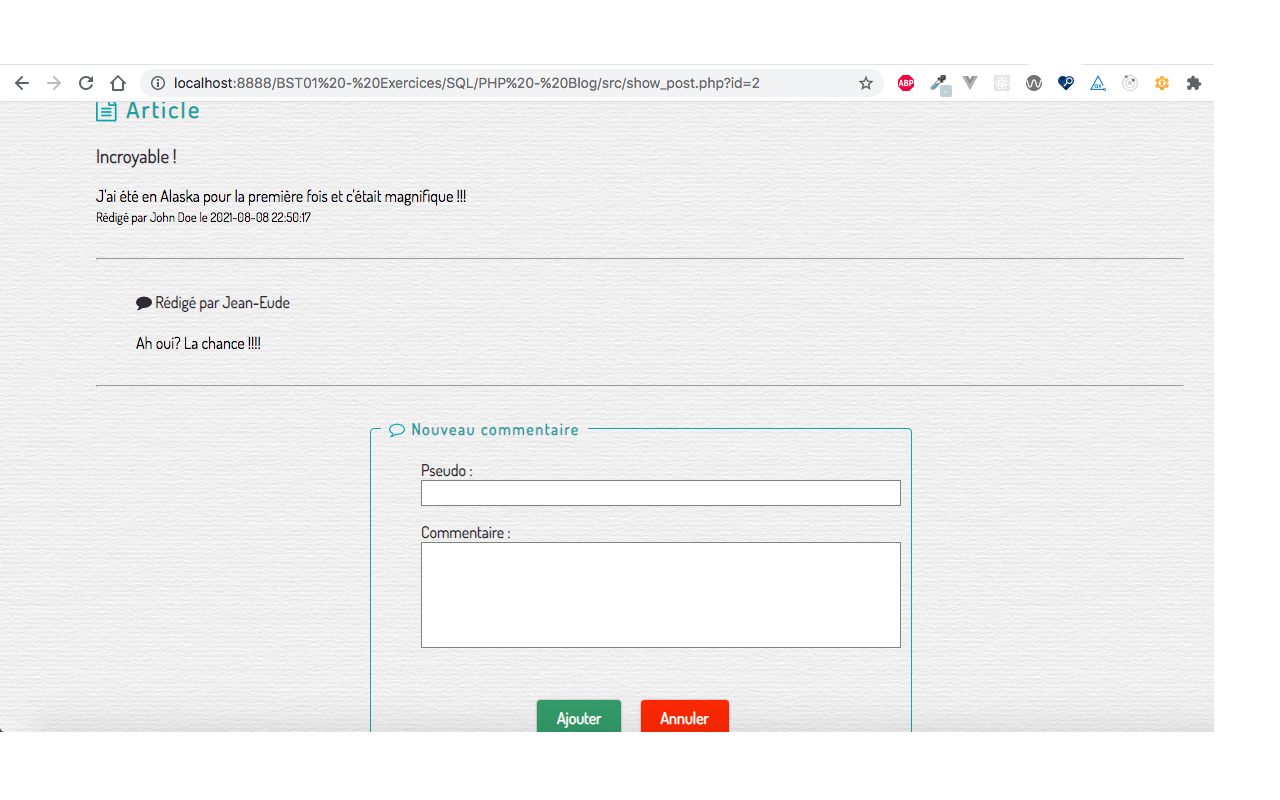 localhost:8888/BST01%20-%20Exercices/SQL/PHP%20-%20Blog/src/show_post.php?id=2
ABP
Article
Incroyable !
J'ai été en Alaska pour la première fois et c'était magnifique !!!
Rédigé par John Doe le 2021-08-08 22:50:17
Rédigé par Jean-Eude
Ah oui? La chance !!!!
Nouveau commentaire
Pseudo :
Commentaire :
Ajouter
Annuler